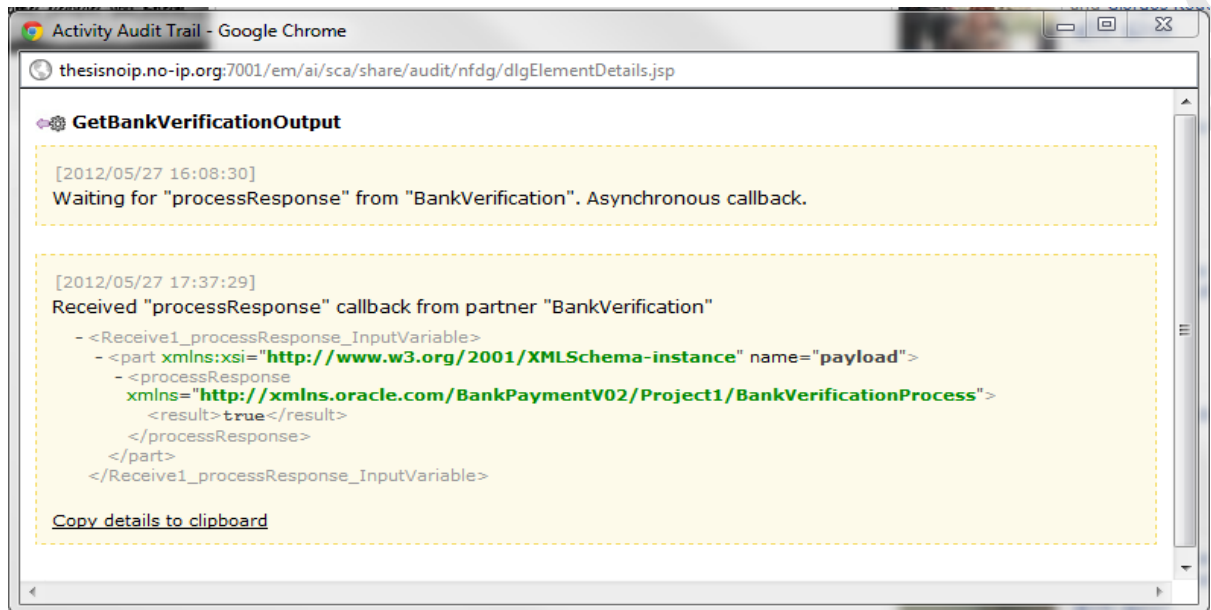 Activity Audit Trail - Google Chrome
thesisnoip.no-ip.org:7001/em/ai/sca/share/audit/nfdg/dlgElementDetails.jsp
GetBankVerificationOutput
[2012/05/27 16:08:30]
Waiting for "processResponse" from "BankVerification". Asynchronous callback.
[2012/05/27 17:37:29]
Received "processResponse" callback from partner "BankVerification"
- <Receive1_processResponse_InputVariable>
- <part xmlns:xsi="http://www.w3.org/2001/XMLSchema-instance" name="payload">
- <processResponse
xmlns="http://xmlns.oracle.com/BankPaymentV02/Project1/BankVerificationProcess">
<result>true</result>
</processResponse>
</part>
</Receive1_processResponse_InputVariable>
Copy details to clipboard